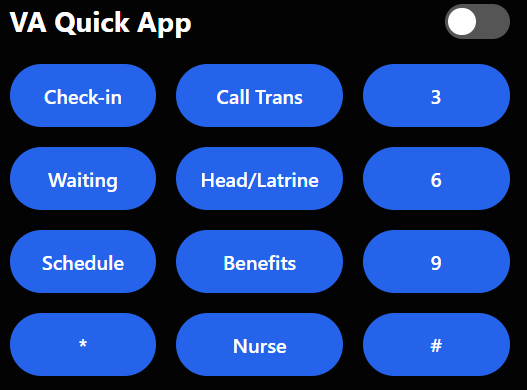 VA Quick App
Check-in Call Trans 3
Waiting Head/Latrine 6
Schedule Benefits 9
* Nurse #